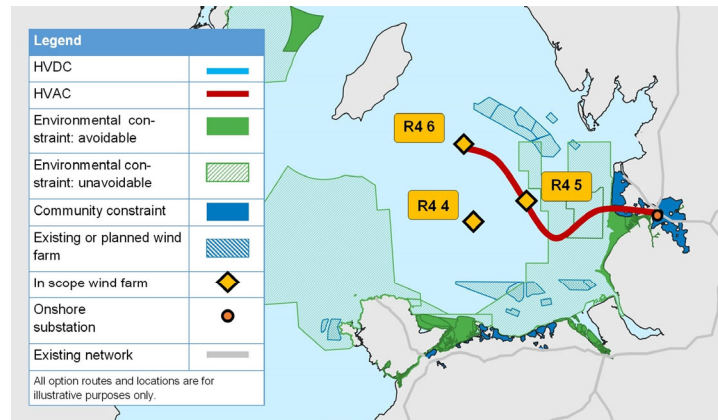 Legend
HVDC
HVAC
Environmental con-
straint: avoidable
Environmental con-
straint: unavoidable
Community constraint
Existing or planned wind
farm
In scope wind farm
Onshore
substation
Existing network
All option routes and locations are for
illustrative purposes only.
R4 6
R4 5
R4 4